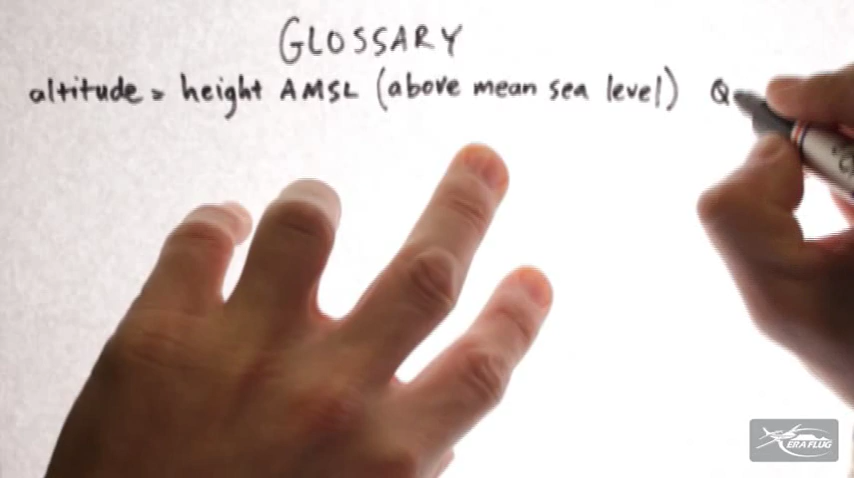 GLOSSARY
altitude = height AMSL (above mean sea level) Q
ERA FLUG